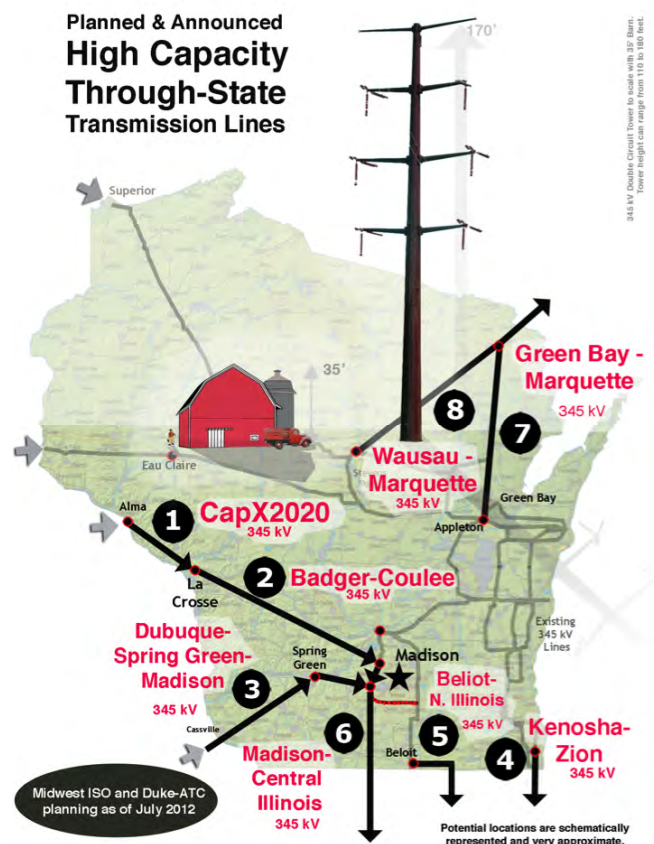 Planned & Announced
High Capacity
Through-State
Transmission Lines
170'
345 kV Double Circuit Tower to scale with 35' Barn.
Tower height can range from 110 to 180 feet.
Superior
35'
Green Bay -
Marquette
345 kV
8
7
Eau Claire
Wausau -
Marquette
345 kV
Green Bay
Appleton
Alma
1
CapX2020
345 kV
2
Badger-Coulee
345 kV
La
Crosse
Existing
345 kV
Lines
Dubuque-
Spring Green-
Madison
345 kV
3
Spring
Green
Madison
Beliot-
N. Illinois
345 kV
Cassville
6
Madison-
Central
Illinois
345 kV
Beloit
5
4
Kenosha-
Zion
345 kV
Midwest ISO and Duke-ATC
planning as of July 2012
Potential locations are schematically
represented and very approximate.